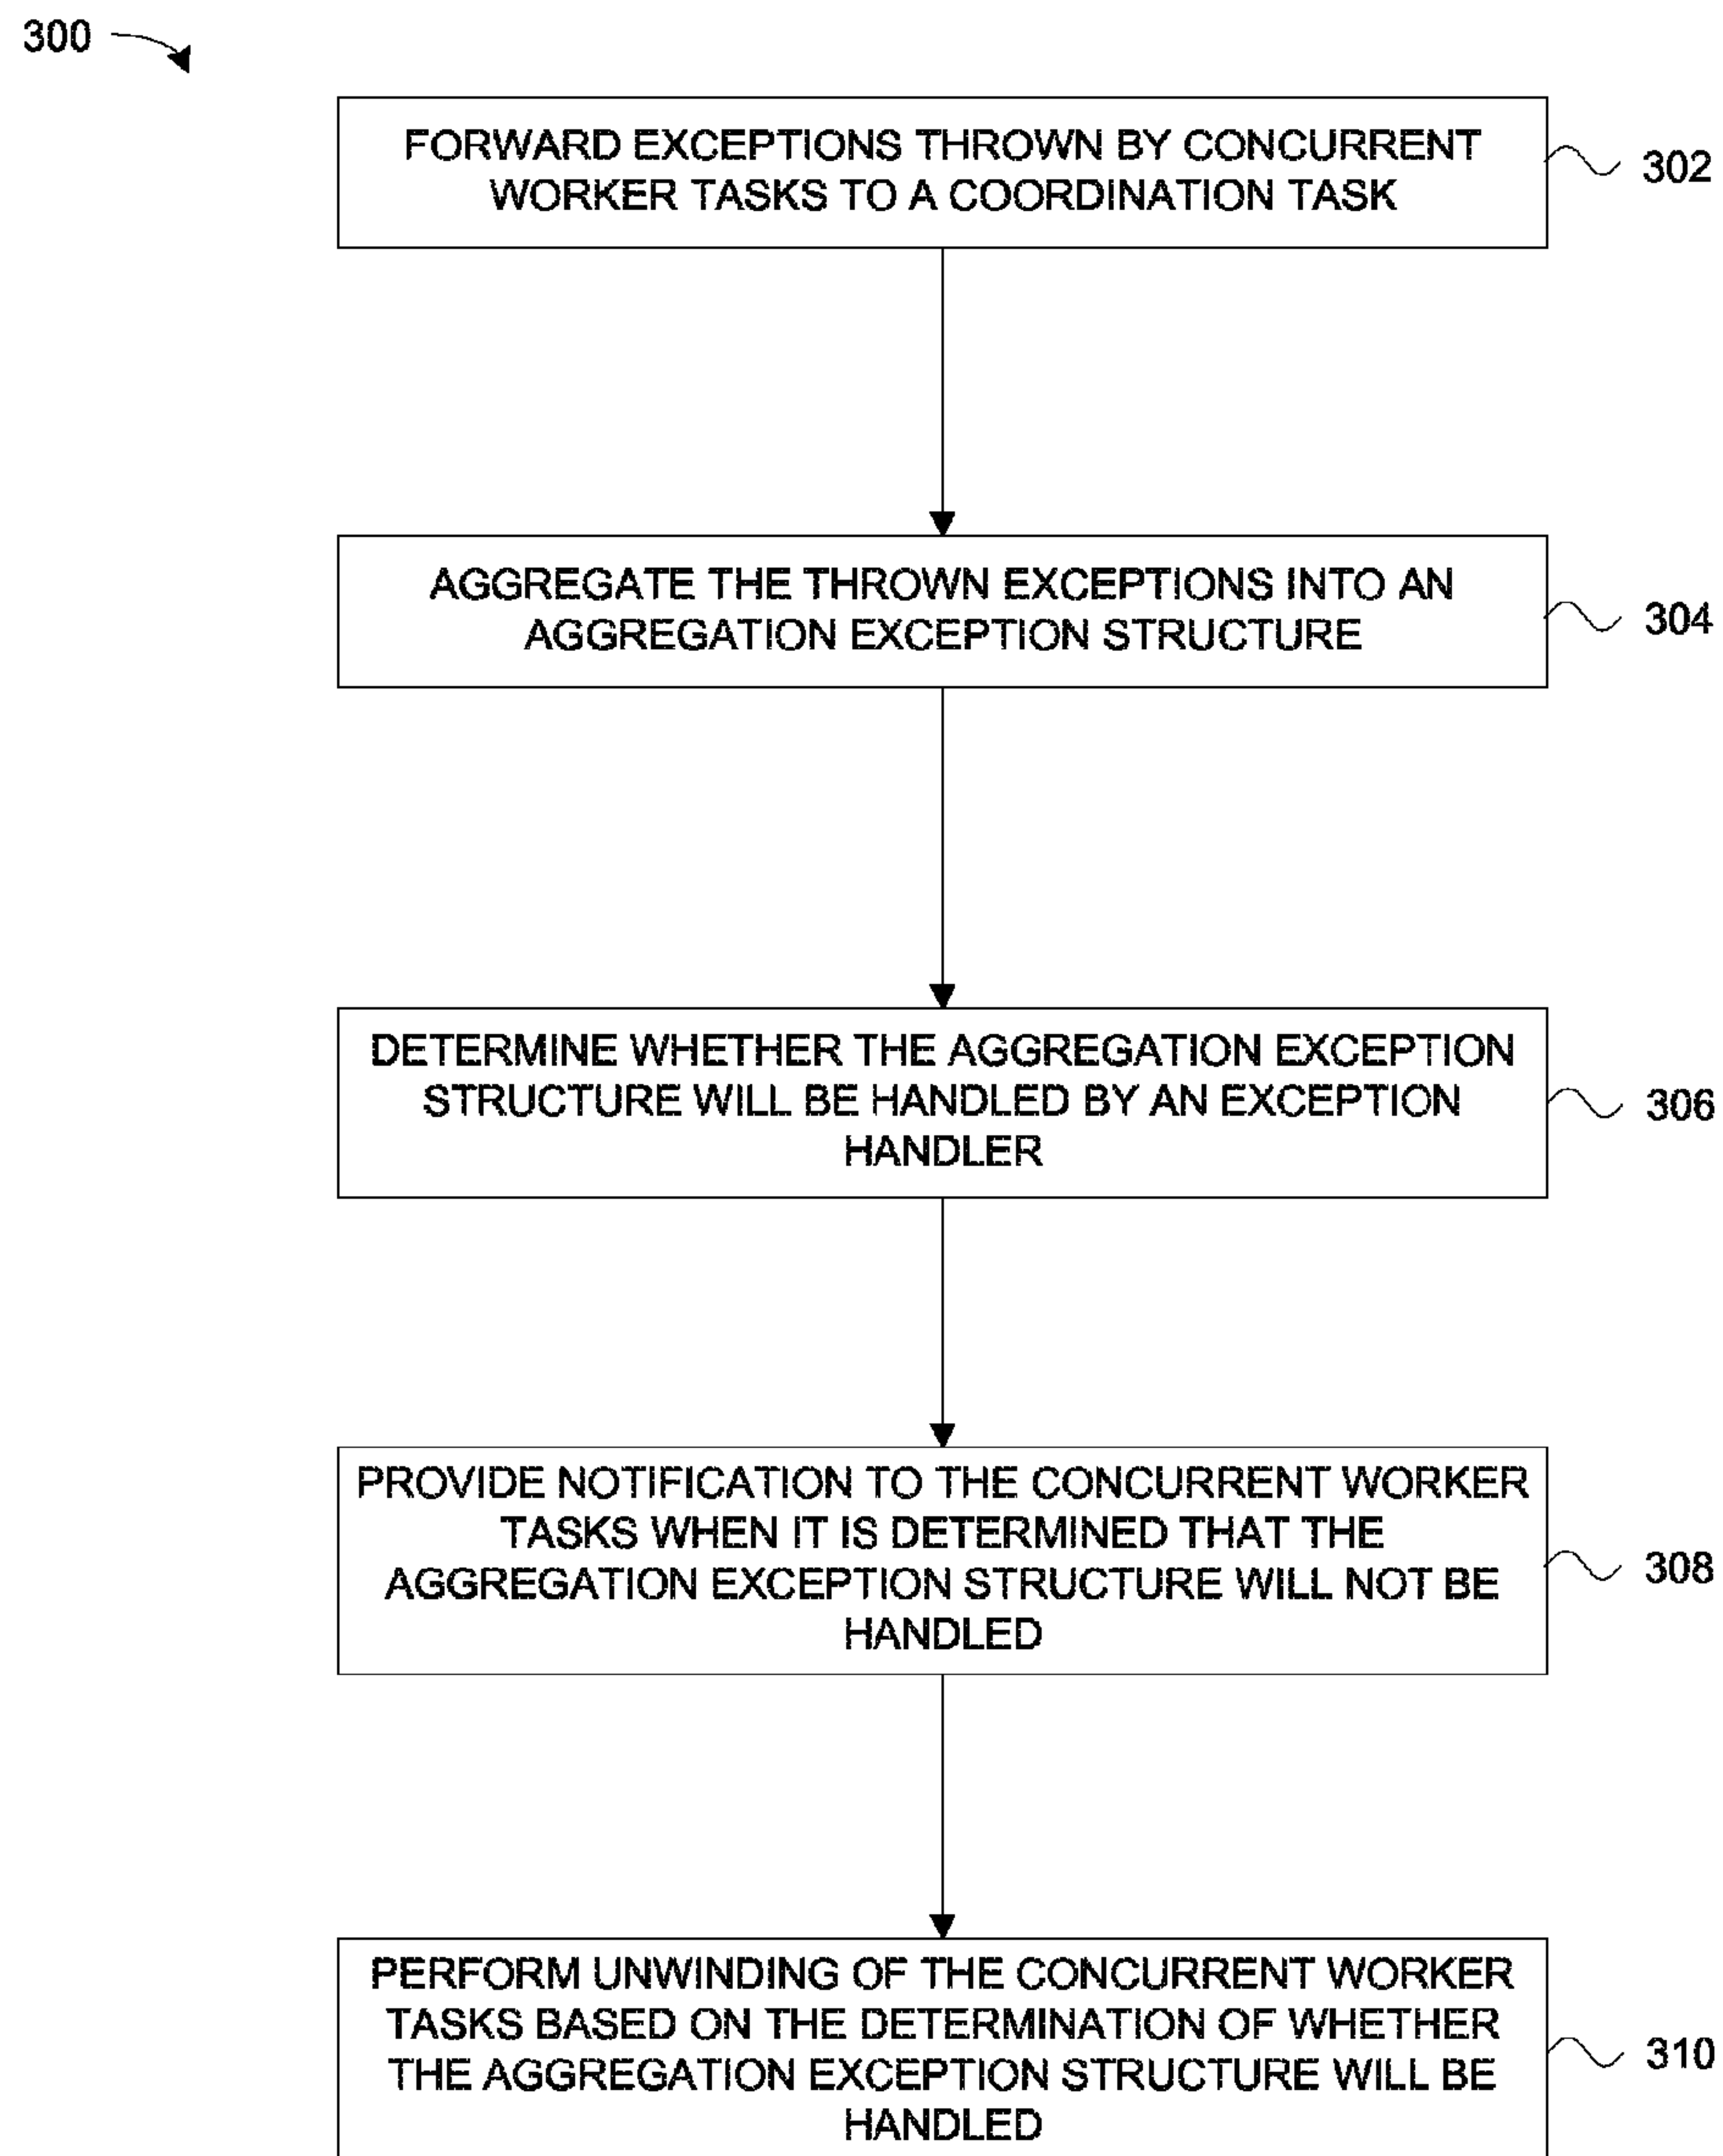 300
FORWARD EXCEPTIONS THROWN BY CONCURRENT
WORKER TASKS TO A COORDINATION TASK
302
AGGREGATE THE THROWN EXCEPTIONS INTO AN
AGGREGATION EXCEPTION STRUCTURE
304
DETERMINE WHETHER THE AGGREGATION EXCEPTION
STRUCTURE WILL BE HANDLED BY AN EXCEPTION
HANDLER
306
PROVIDE NOTIFICATION TO THE CONCURRENT WORKER
TASKS WHEN IT IS DETERMINED THAT THE
AGGREGATION EXCEPTION STRUCTURE WILL NOT BE
HANDLED
308
PERFORM UNWINDING OF THE CONCURRENT WORKER
TASKS BASED ON THE DETERMINATION OF WHETHER
THE AGGREGATION EXCEPTION STRUCTURE WILL BE
HANDLED
310